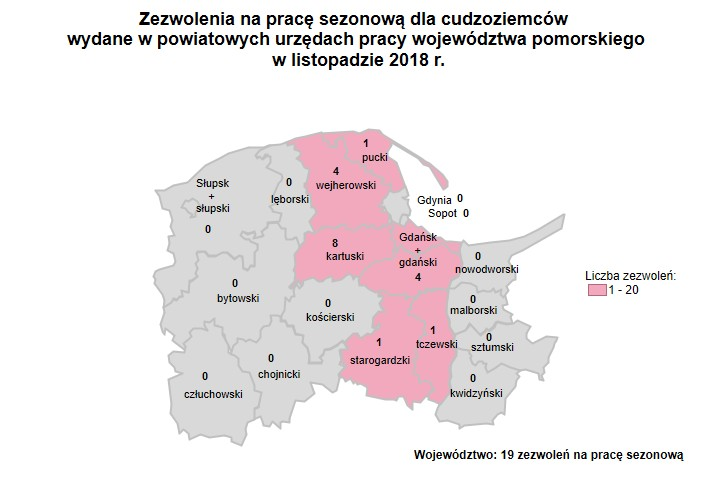 Zezwolenia na pracę sezonową dla cudzoziemców
wydane w powiatowych urzędach pracy województwa pomorskiego
w listopadzie 2018 r.
1
pucki
4
wejherowski
0
lęborski
Słupsk
+
słupski
0
Gdynia 0
Sopot 0
8
kartuski
Gdańsk
+
gdański
4
0
nowodworski
0
bytowski
0
kościerski
0
malborski
1
starogardzki
1
tczewski
0
sztumski
0
człuchowski
0
chojnicki
0
kwidzyński
Liczba zezwoleń:
1 - 20
Województwo: 19 zezwoleń na pracę sezonową